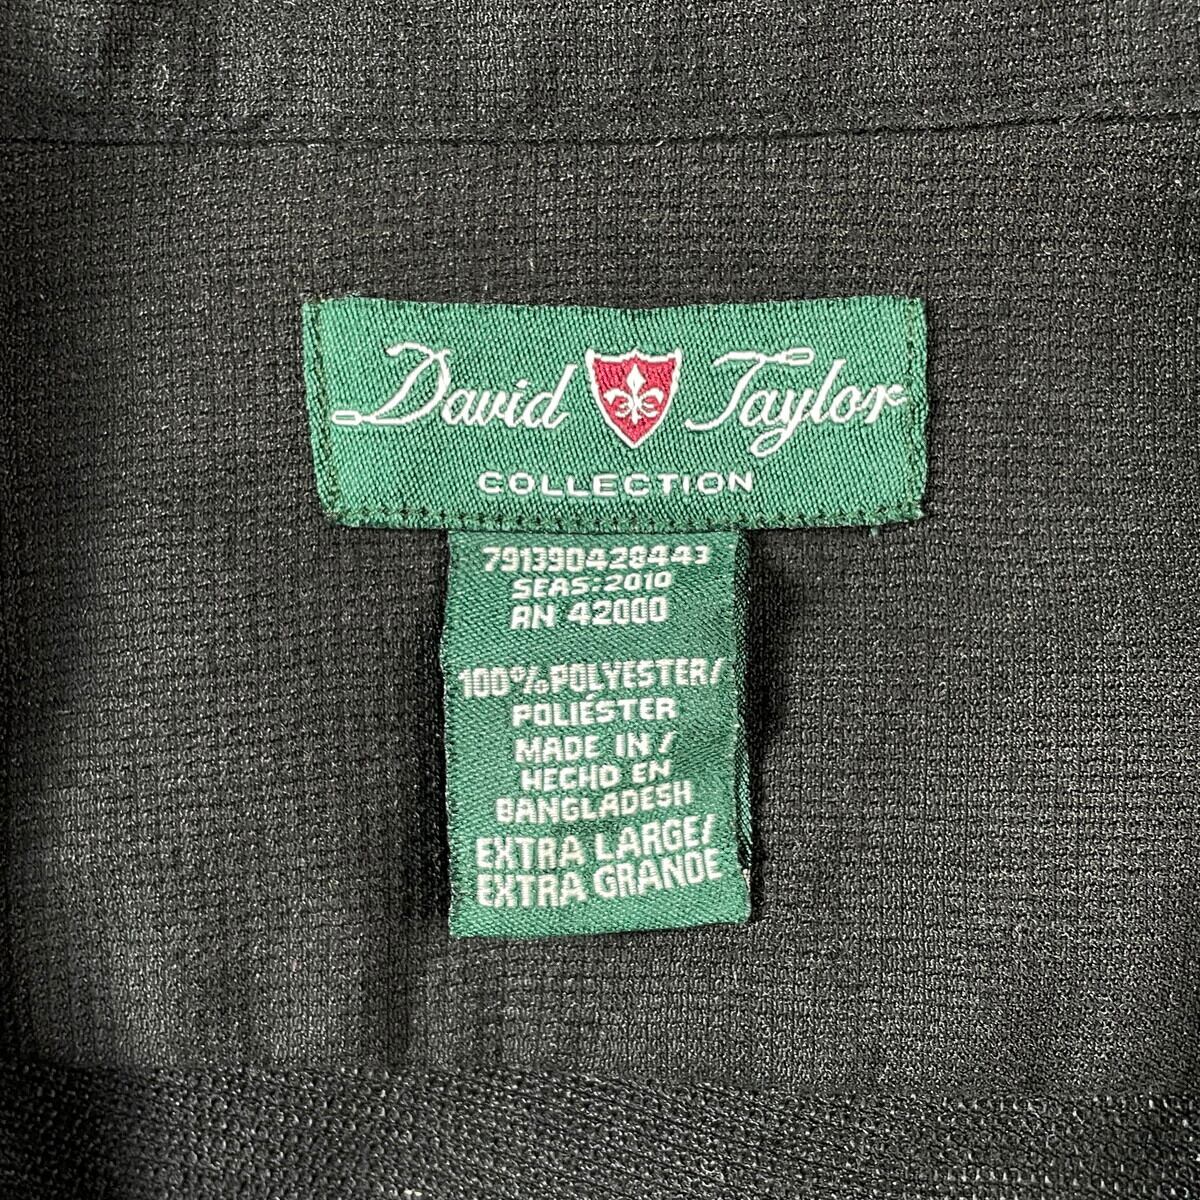 David Taylor
COLLECTION
791390428443
SEAS:2010
AN 42000
100%POLYESTER/
POLIÉSTER
MADE IN /
HECHO EN
BANGLADESH
EXTRA LARGE/
EXTRA GRANDE